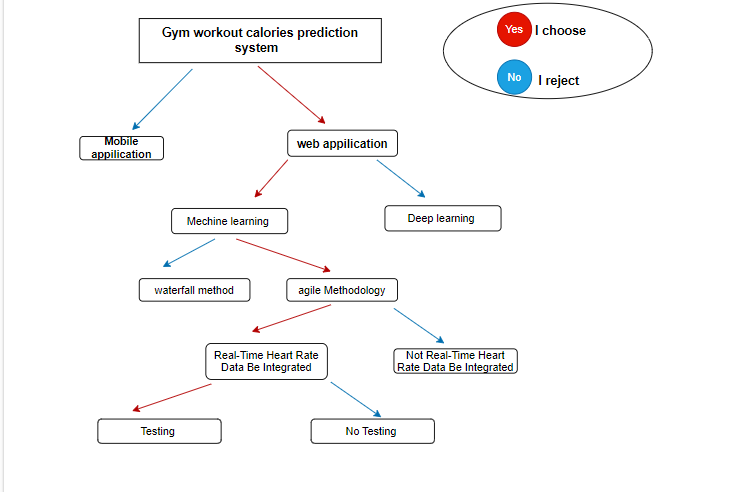 Gym workout calories prediction
system
Yes I choose
No I reject
Mobile
appilication
web appilication
Mechine learning
Deep learning
waterfall method
agile Methodology
Real-Time Heart Rate
Data Be Integrated
Not Real-Time Heart
Rate Data Be Integrated
Testing
No Testing